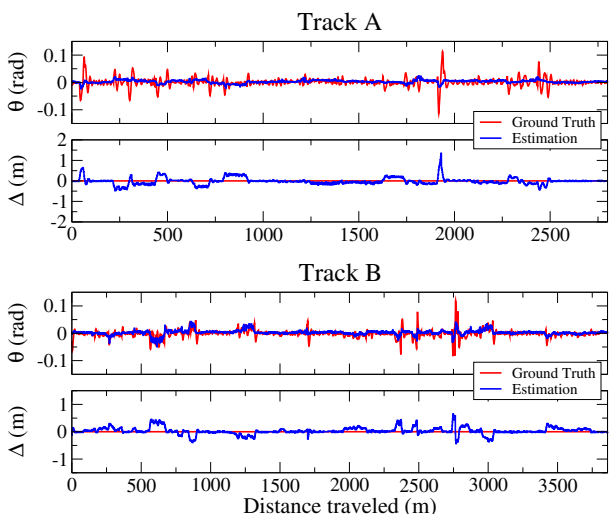 Track A
θ (rad)
0.1
0
-0.1
Ground Truth
Estimation
Δ (m)
2
1
0
-1
-2
0 500 1000 1500 2000 2500
Track B
θ (rad)
0.1
0
-0.1
Ground Truth
Estimation
Δ (m)
1
0
-1
0 500 1000 1500 2000 2500 3000 3500
Distance traveled (m)